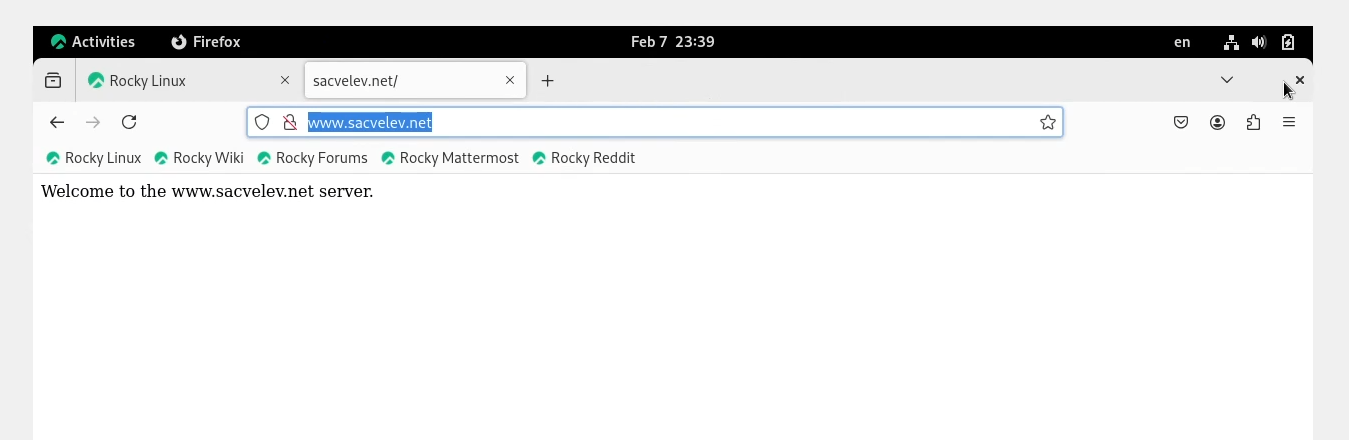 Activities Firefox Feb 7 23:39 en
Rocky Linux sacvelev.net/
www.sacvelev.net
Rocky Linux Rocky Wiki Rocky Forums Rocky Mattermost Rocky Reddit
Welcome to the www.sacvelev.net server.